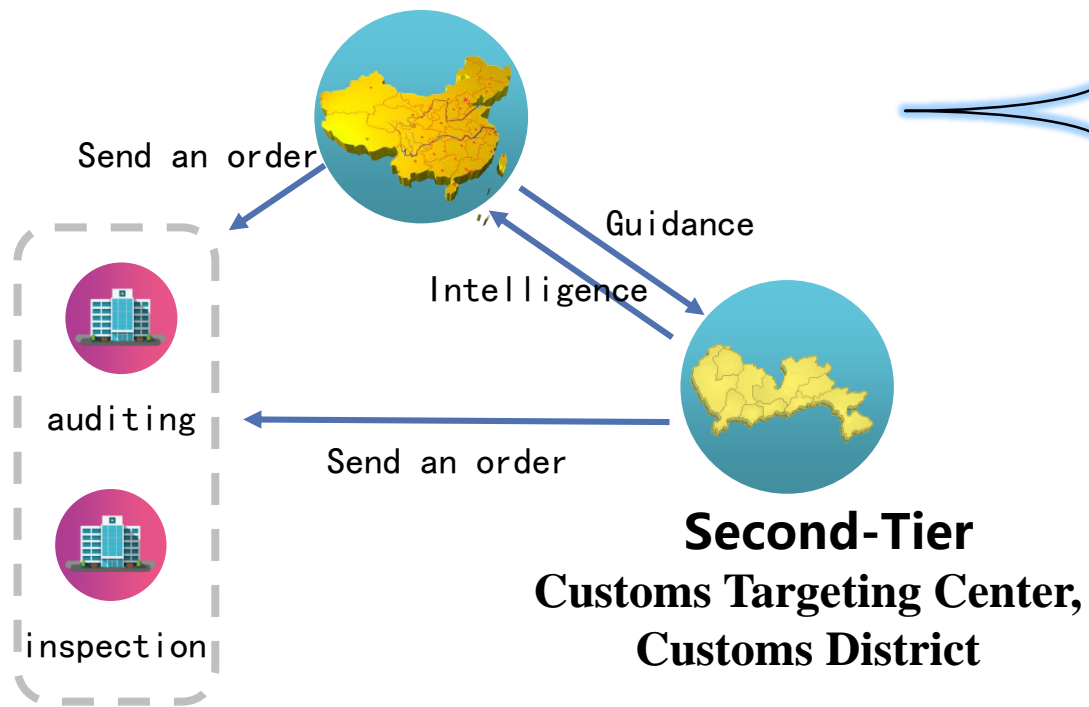 Send an order
Guidance
Intelligence
auditing
Send an order
inspection
Second-Tier
Customs Targeting Center,
Customs District